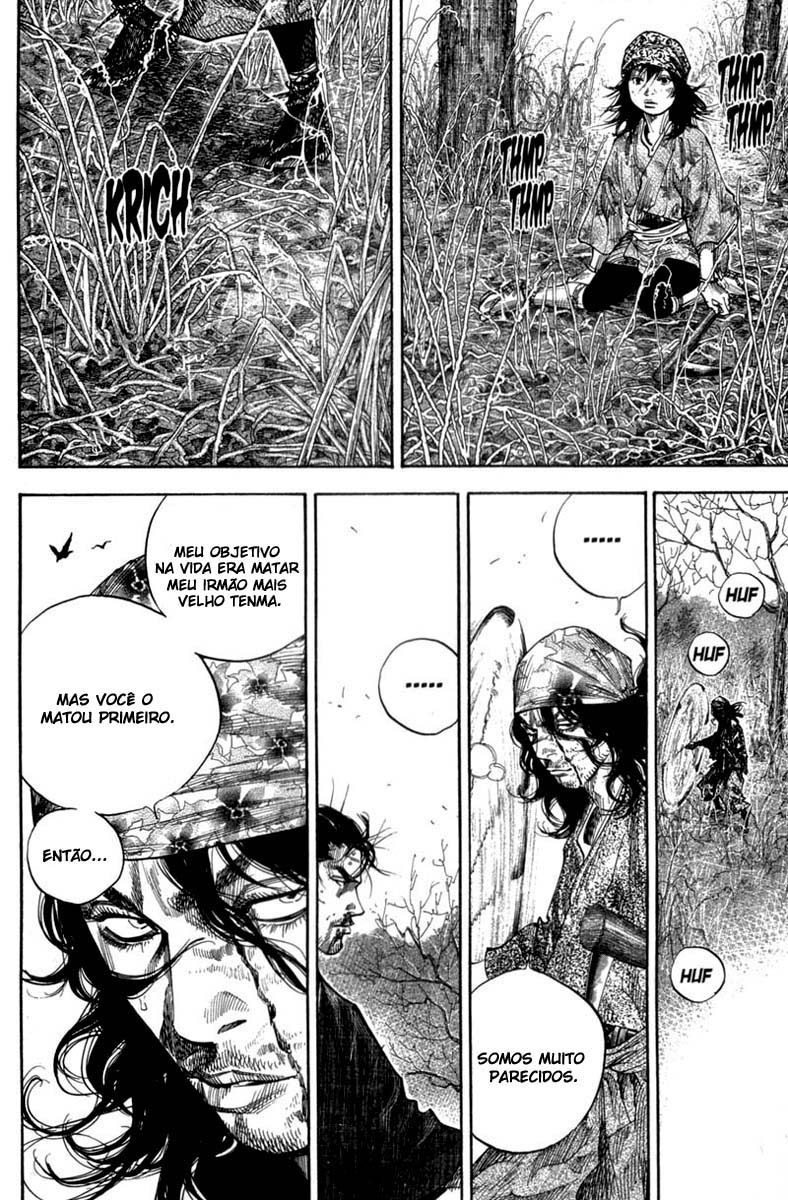 THMP.
THMP.
THMP.
THMP.
KRICH
HUF
HUF
HUF
.....
SOMOS MUITO
PARECIDOS.
.....
MEU OBJETIVO
NA VIDA ERA MATAR
MEU IRMÃO MAIS
VELHO TENMA.
MAS VOCÊ O
MATOU PRIMEIRO.
ENTÃO...